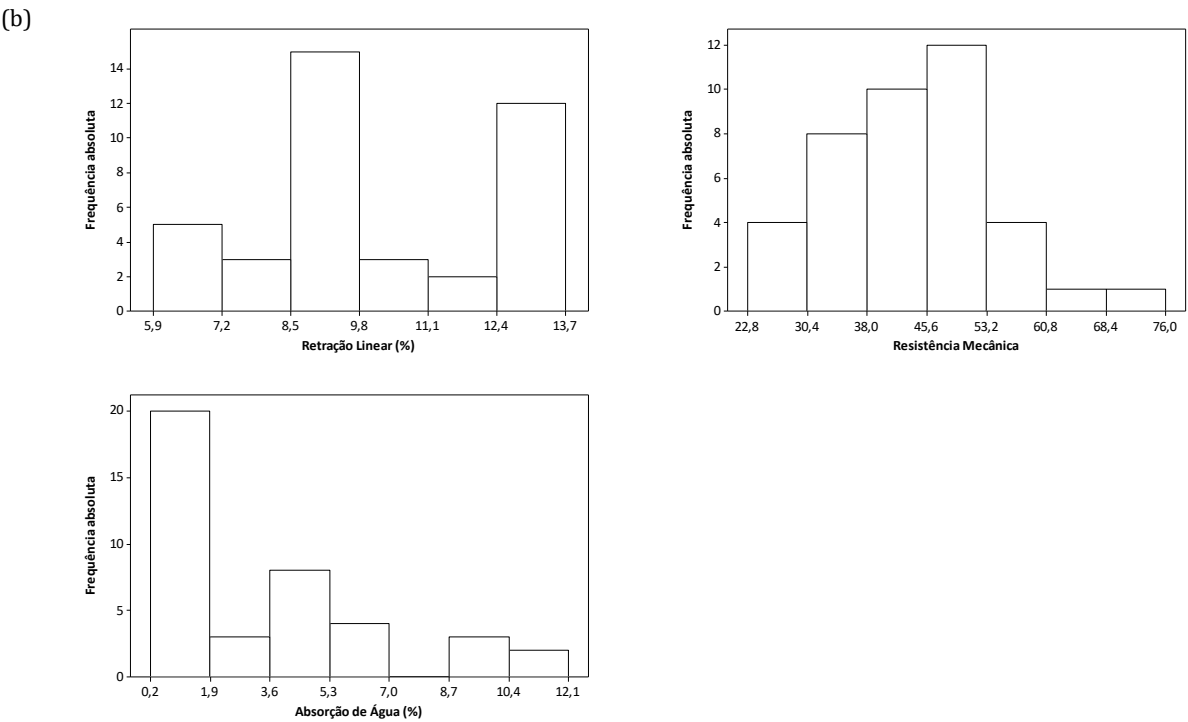 (b)
Frequência absoluta
14
12
10
8
6
4
2
0
5,9 7,2 8,5 9,8 11,1 12,4 13,7
Retração Linear (%)
Frequência absoluta
12
10
8
6
4
2
0
22,8 30,4 38,0 45,6 53,2 60,8 68,4 76,0
Resistência Mecânica
Frequência absoluta
20
15
10
5
0
0,2 1,9 3,6 5,3 7,0 8,7 10,4 12,1
Absorção de Água (%)